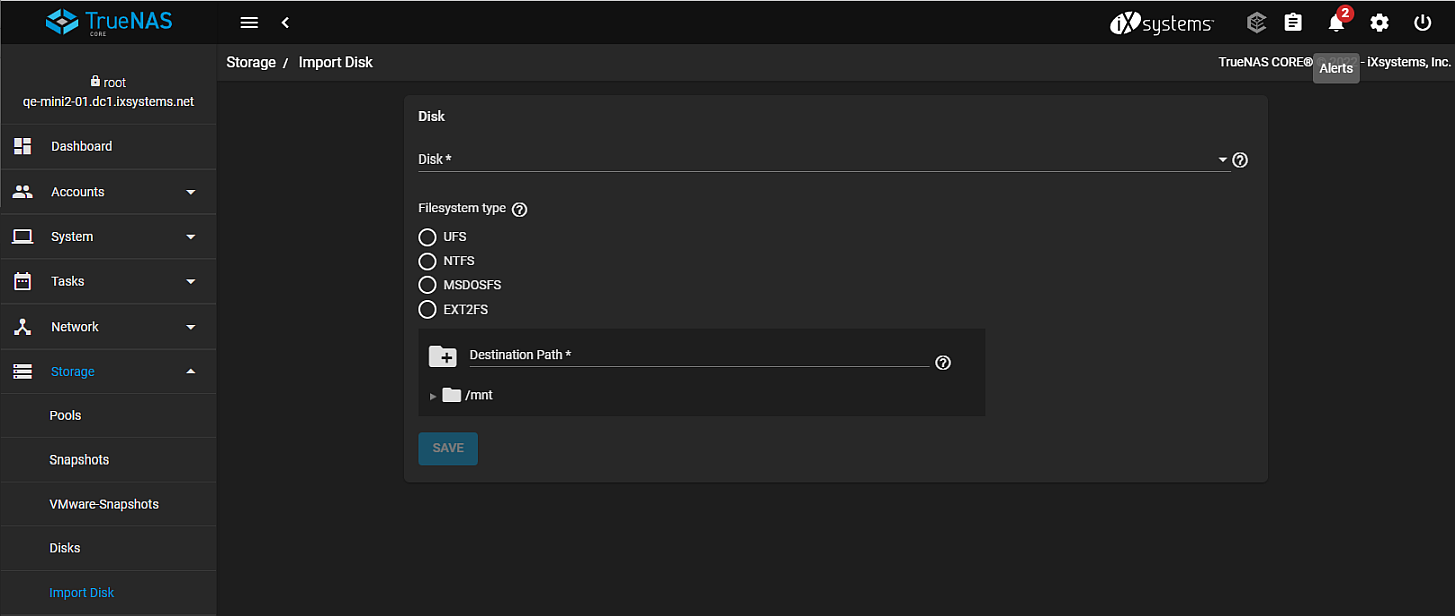 TrueNAS
CORE
iXsystems
2
root
qe-mini2-01.dc1.ixsystems.net
Storage / Import Disk
TrueNAS CORE® © 2022 - iXsystems, Inc.
Alerts
Dashboard
Accounts
System
Tasks
Network
Storage
Pools
Snapshots
VMware-Snapshots
Disks
Import Disk
Disk
Disk *
Filesystem type
UFS
NTFS
MSDOSFS
EXT2FS
Destination Path *
/mnt
SAVE